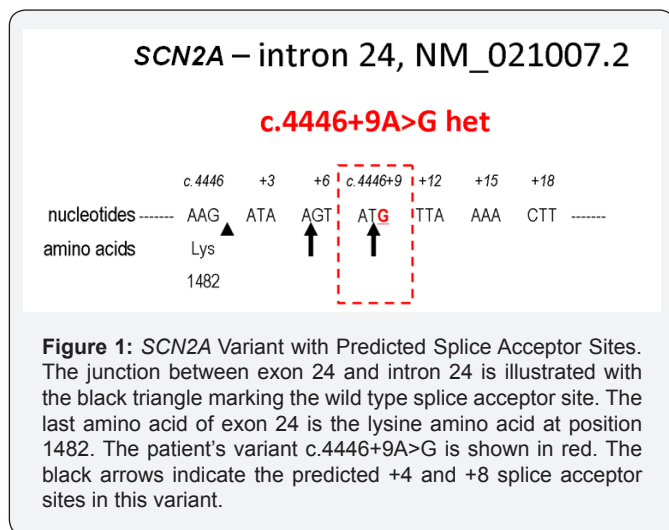 SCN2A – intron 24, NM_021007.2
c.4446+9A>G het
c.4446 +3 +6 c.4446+9 +12 +15 +18
nucleotides ------ AAG ATA AGT ATG TTA AAA CTT ------
amino acids Lys
1482
Figure 1: SCN2A Variant with Predicted Splice Acceptor Sites.
The junction between exon 24 and intron 24 is illustrated with
the black triangle marking the wild type splice acceptor site. The
last amino acid of exon 24 is the lysine amino acid at position
1482. The patient's variant c.4446+9A>G is shown in red. The
black arrows indicate the predicted +4 and +8 splice acceptor
sites in this variant.